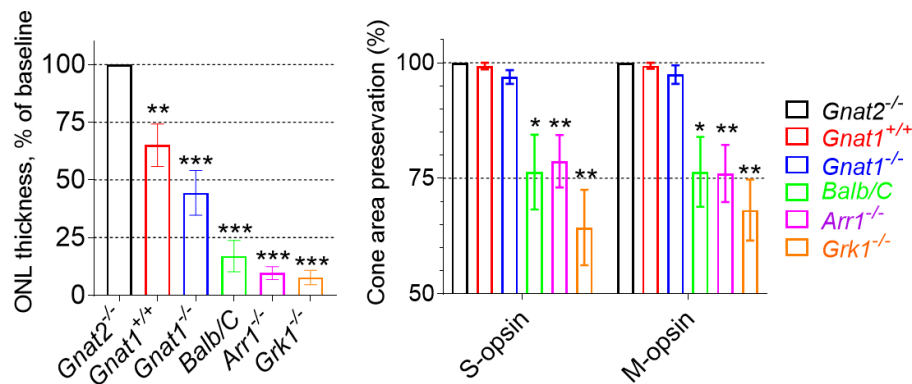 ONL thickness, % of baseline
100
75
50
25
0
**
***
***
***
***
Gnat2-/-
Gnat1+/+
Gnat1-/-
Balb/C
Arr1-/-
Grk1-/-
Cone area preservation (%)
100
75
50
* ** **
* ** **
S-opsin
M-opsin
Gnat2-/-
Gnat1+/+
Gnat1-/-
Balb/C
Arr1-/-
Grk1-/-